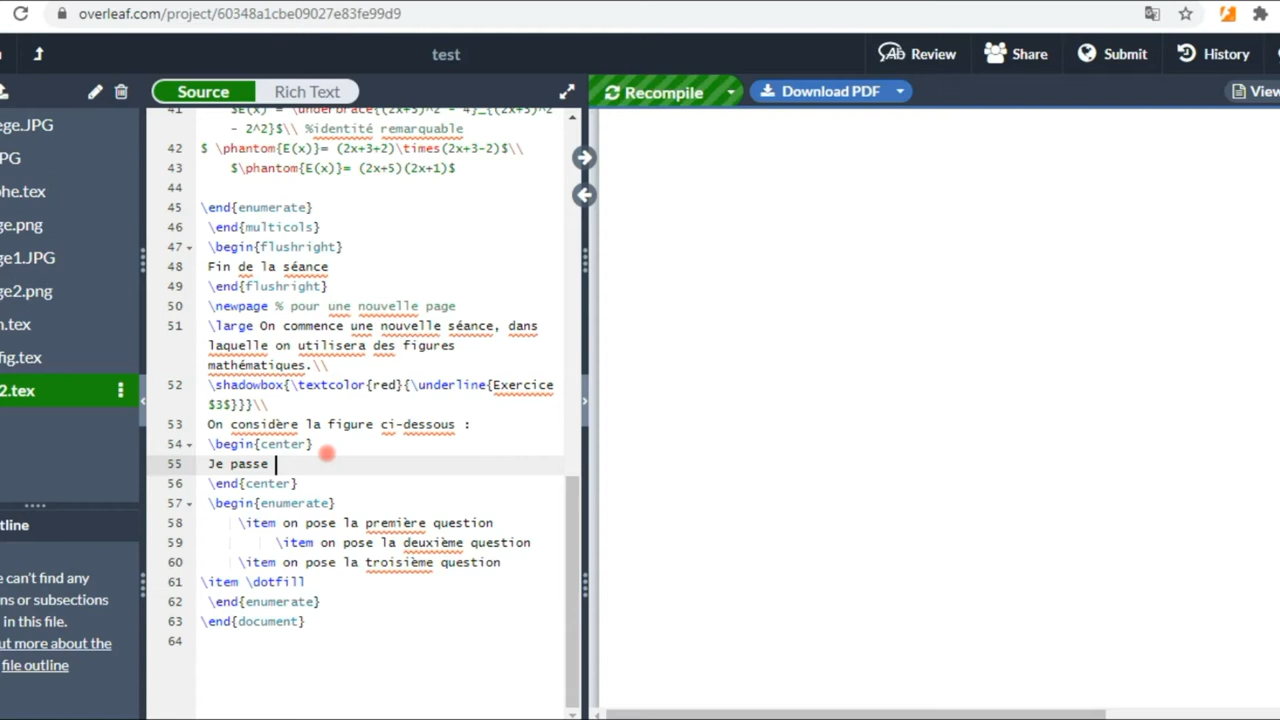 overleaf.com/project/60348a1cbe09027e83fe99d9
test
Review
Share
Submit
History
Source
Rich Text
Recompile
Download PDF
View
ege.JPG
PG
phe.tex
ge.png
ge1.JPG
ge2.png
n.tex
fig.tex
2.tex
tline
e can't find any
ns or subsections
in this file.
ut more about the
file outline
41 $E(x) = \underbrace{(2x+3)^2 - 4}_{(2x+3)^2
- 2^2}$\\ %identité remarquable
42 $ \phantom{E(x)}= (2x+3+2)\times(2x+3-2)$\\
43 $\phantom{E(x)}= (2x+5)(2x+1)$
44
45 \end{enumerate}
46 \end{multicols}
47 \begin{flushright}
48 Fin de la séance
49 \end{flushright}
50 \newpage % pour une nouvelle page
51 \large On commence une nouvelle séance, dans
laquelle on utilisera des figures
mathématiques.\\
52 \shadowbox{\textcolor{red}{\underline{Exercice
$3$}}}\\
53 On considère la figure ci-dessous :
54 \begin{center}
55 Je passe
56 \end{center}
57 \begin{enumerate}
58 \item on pose la première question
59 \item on pose la deuxième question
60 \item on pose la troisième question
61 \item \dotfill
62 \end{enumerate}
63 \end{document}
64